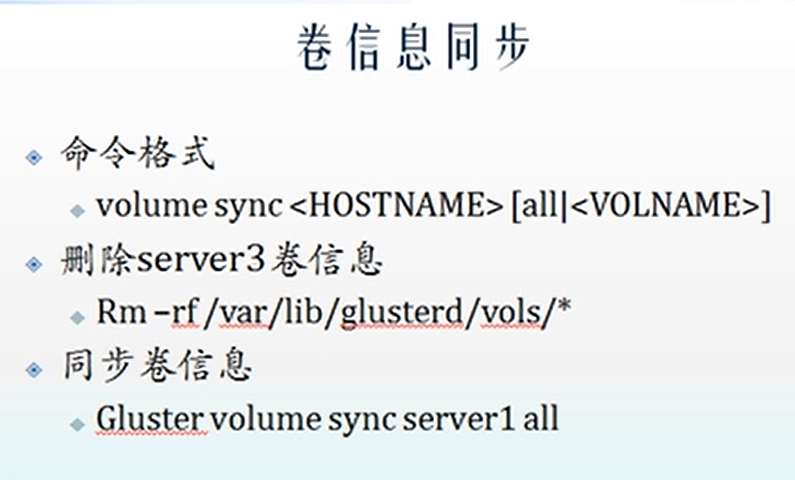 卷信息同步
命令格式
volume sync <HOSTNAME> [all|<VOLNAME>]
删除server3卷信息
Rm –rf /var/lib/glusterd/vols/*
同步卷信息
Gluster volume sync server1 all